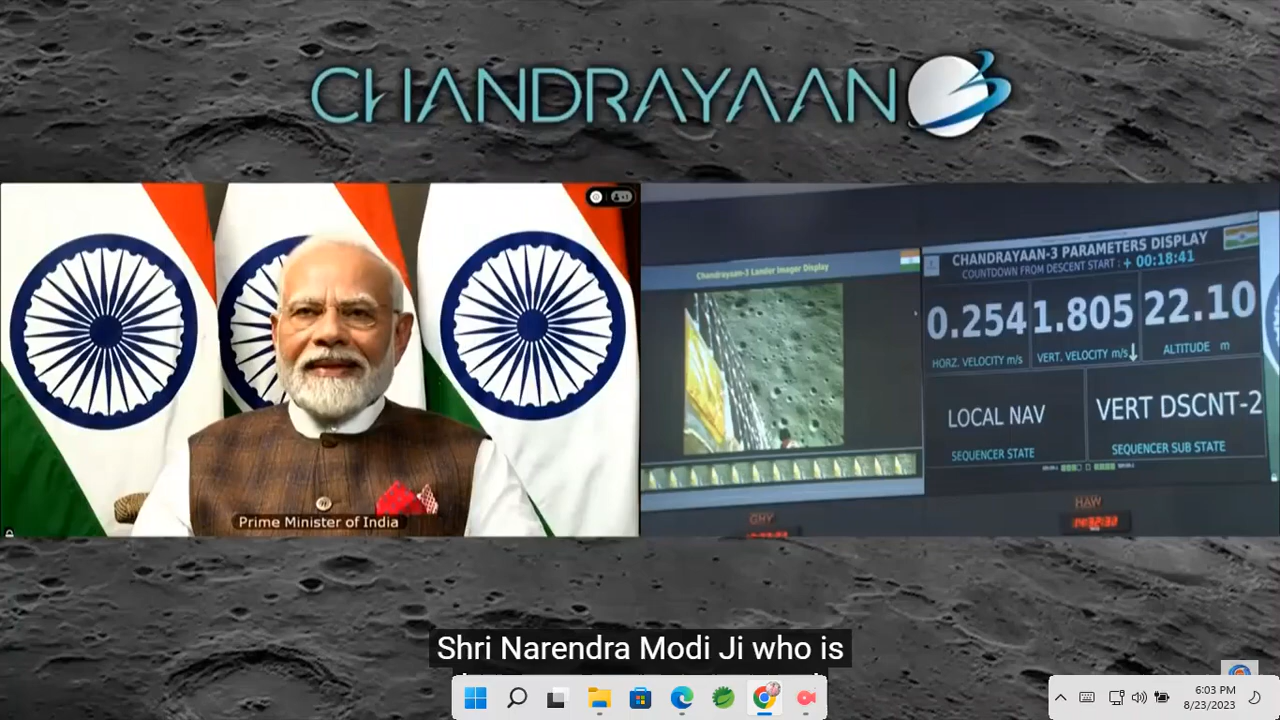 CHANDRAYAAN 3
Prime Minister of India
Chandrayaan-3 Lander Imager Display
CHANDRAYAAN-3 PARAMETERS DISPLAY
COUNTDOWN FROM DESCENT START : + 00:18:41
0.254 1.805 22.10
HORZ. VELOCITY m/s VERT. VELOCITY m/s ALTITUDE m
LOCAL NAV VERT DSCNT-2
SEQUENCER STATE SEQUENCER SUB STATE
HAW
Shri Narendra Modi Ji who is
6:03 PM
8/23/2023